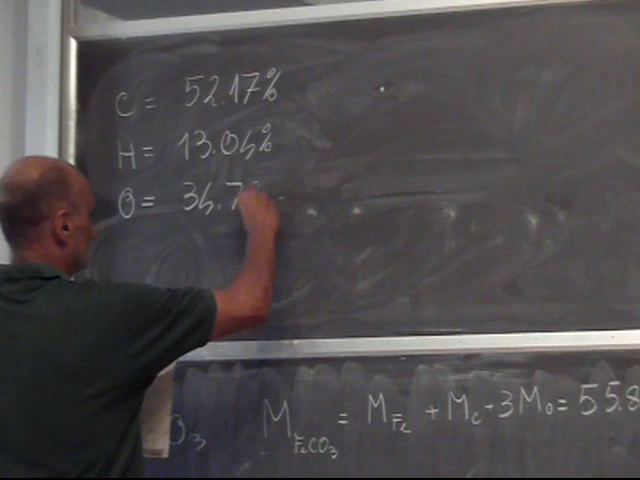 C = 52.17%
H = 13.04%
O = 34.7
O₃ M_FeCO₃ = M_Fe + M_C + 3M_O = 55.8